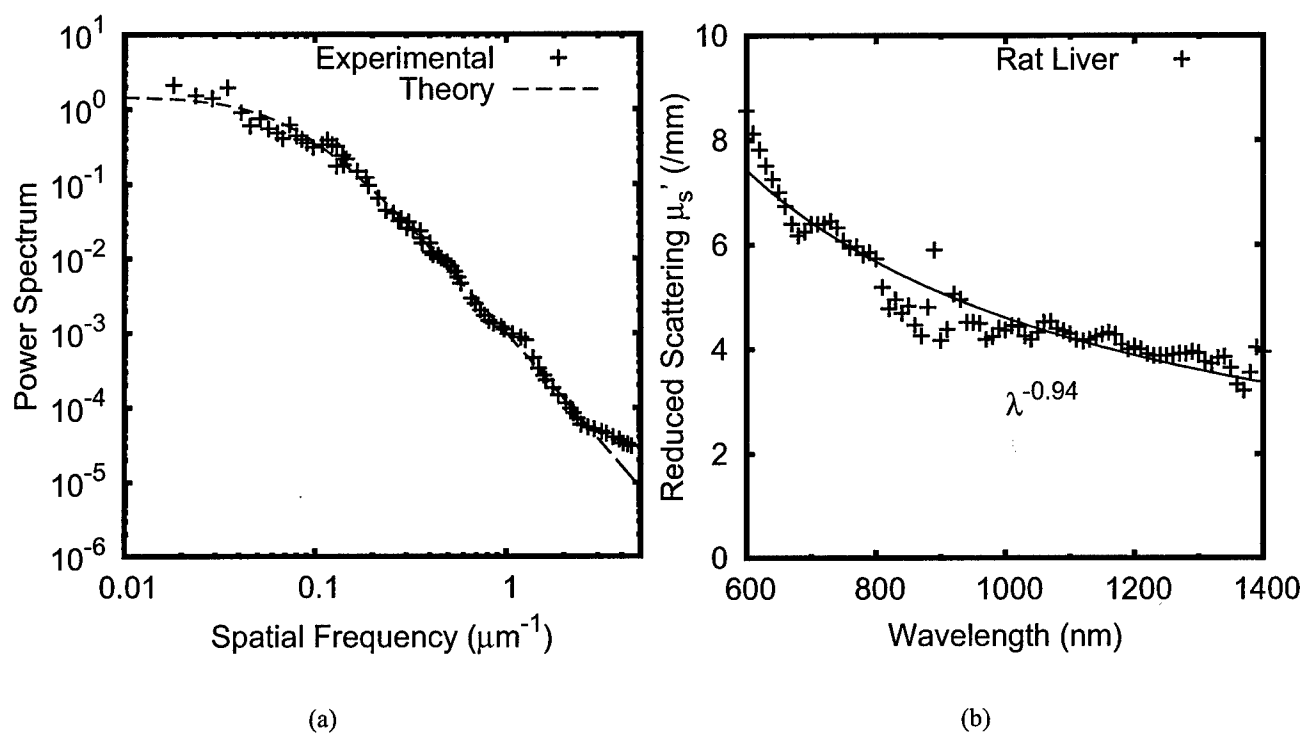 Power Spectrum
10^1
10^0
10^-1
10^-2
10^-3
10^-4
10^-5
10^-6
Experimental
Theory
0.01 0.1 1
Spatial Frequency (μm^-1)
(a)
Reduced Scattering μ_s' (/mm)
10
8
6
4
2
0
Rat Liver
λ^-0.94
600 800 1000 1200 1400
Wavelength (nm)
(b)